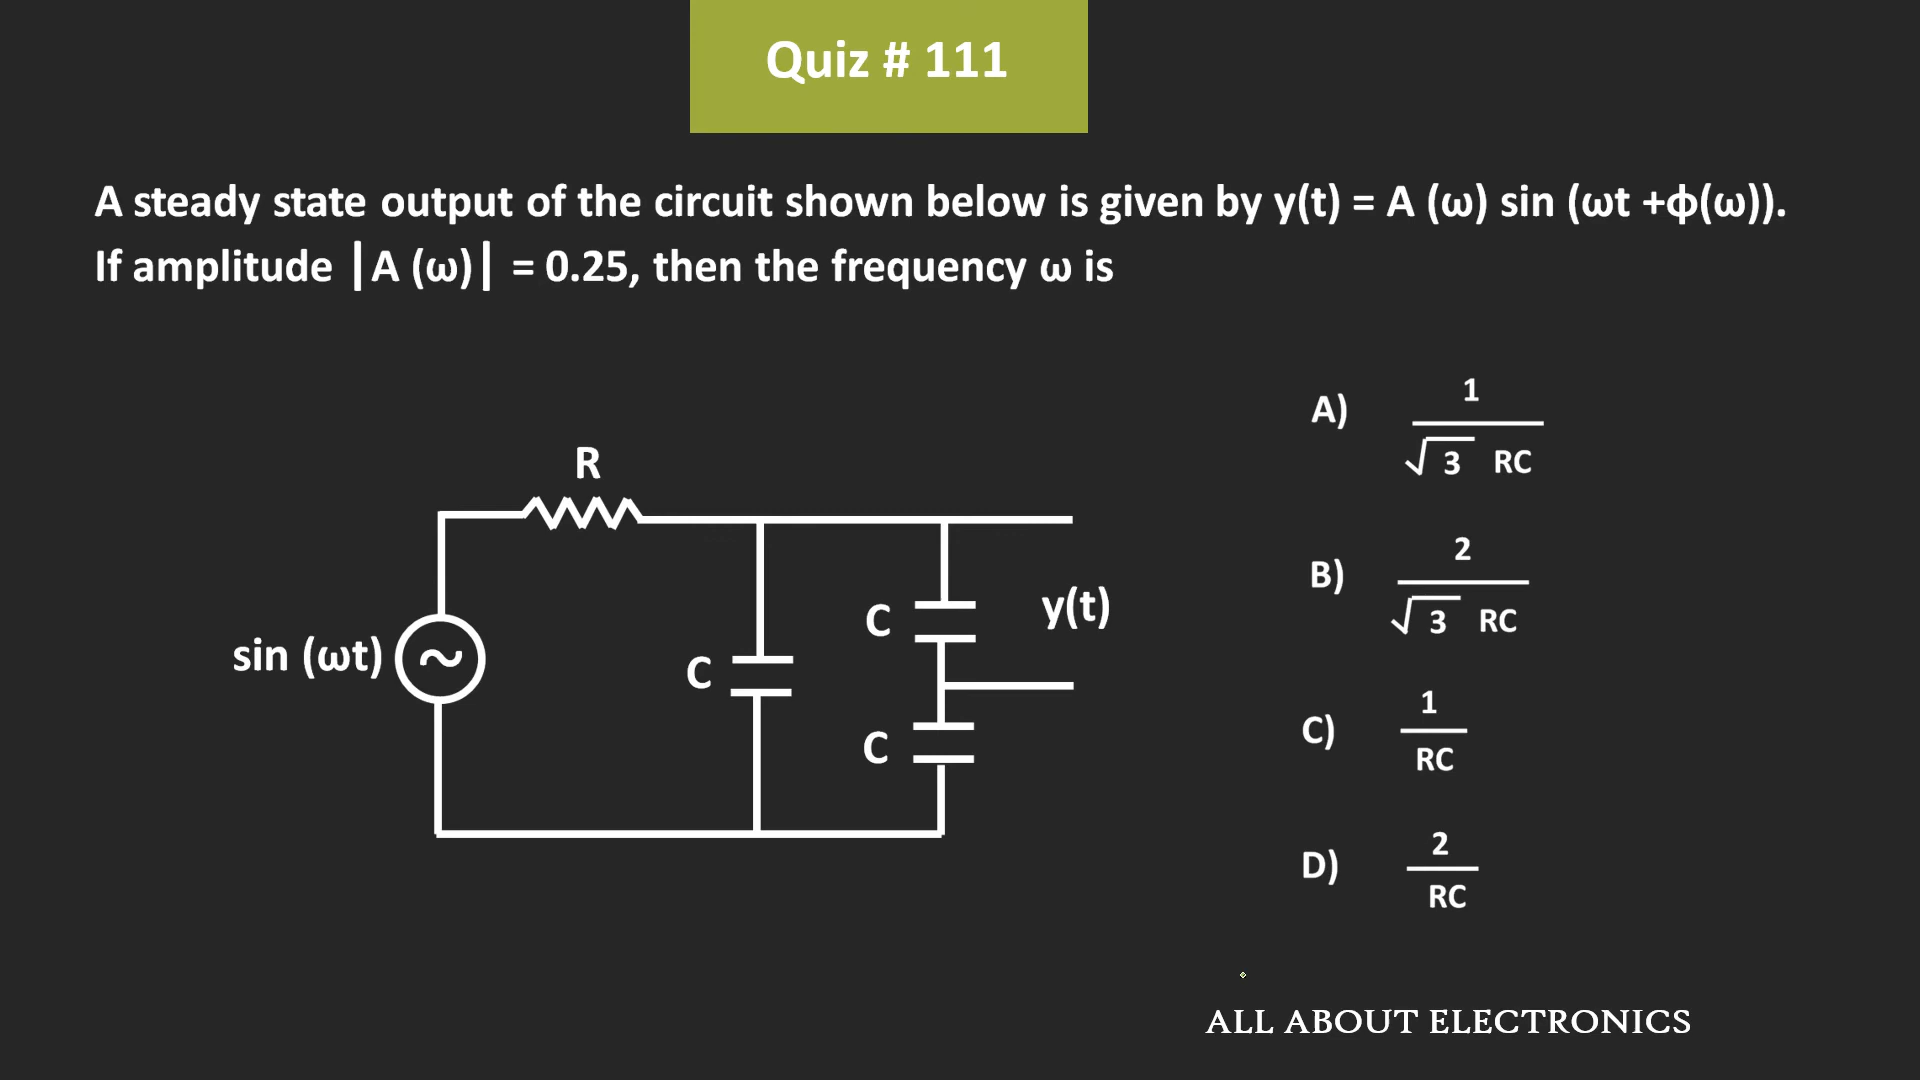 Quiz # 111
A steady state output of the circuit shown below is given by y(t) = A (ω) sin (ωt +ϕ(ω)).
If amplitude |A (ω)| = 0.25, then the frequency ω is
A) 1
√3 RC
R
B) 2
√3 RC
sin (ωt)
C
C
y(t)
C
C) 1
RC
D) 2
RC
ALL ABOUT ELECTRONICS